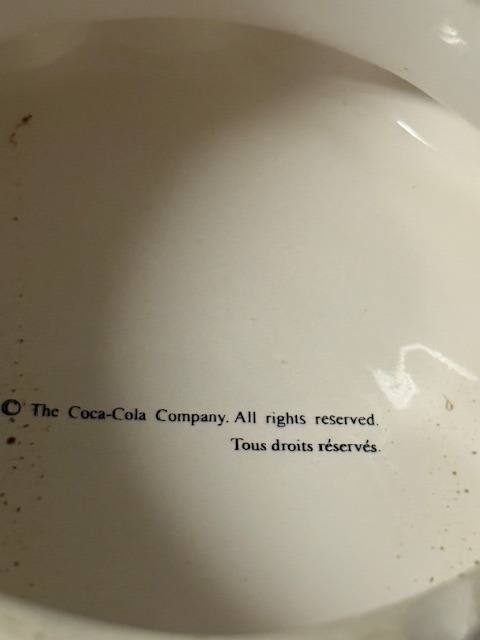 © The Coca-Cola Company. All rights reserved.
Tous droits réservés.